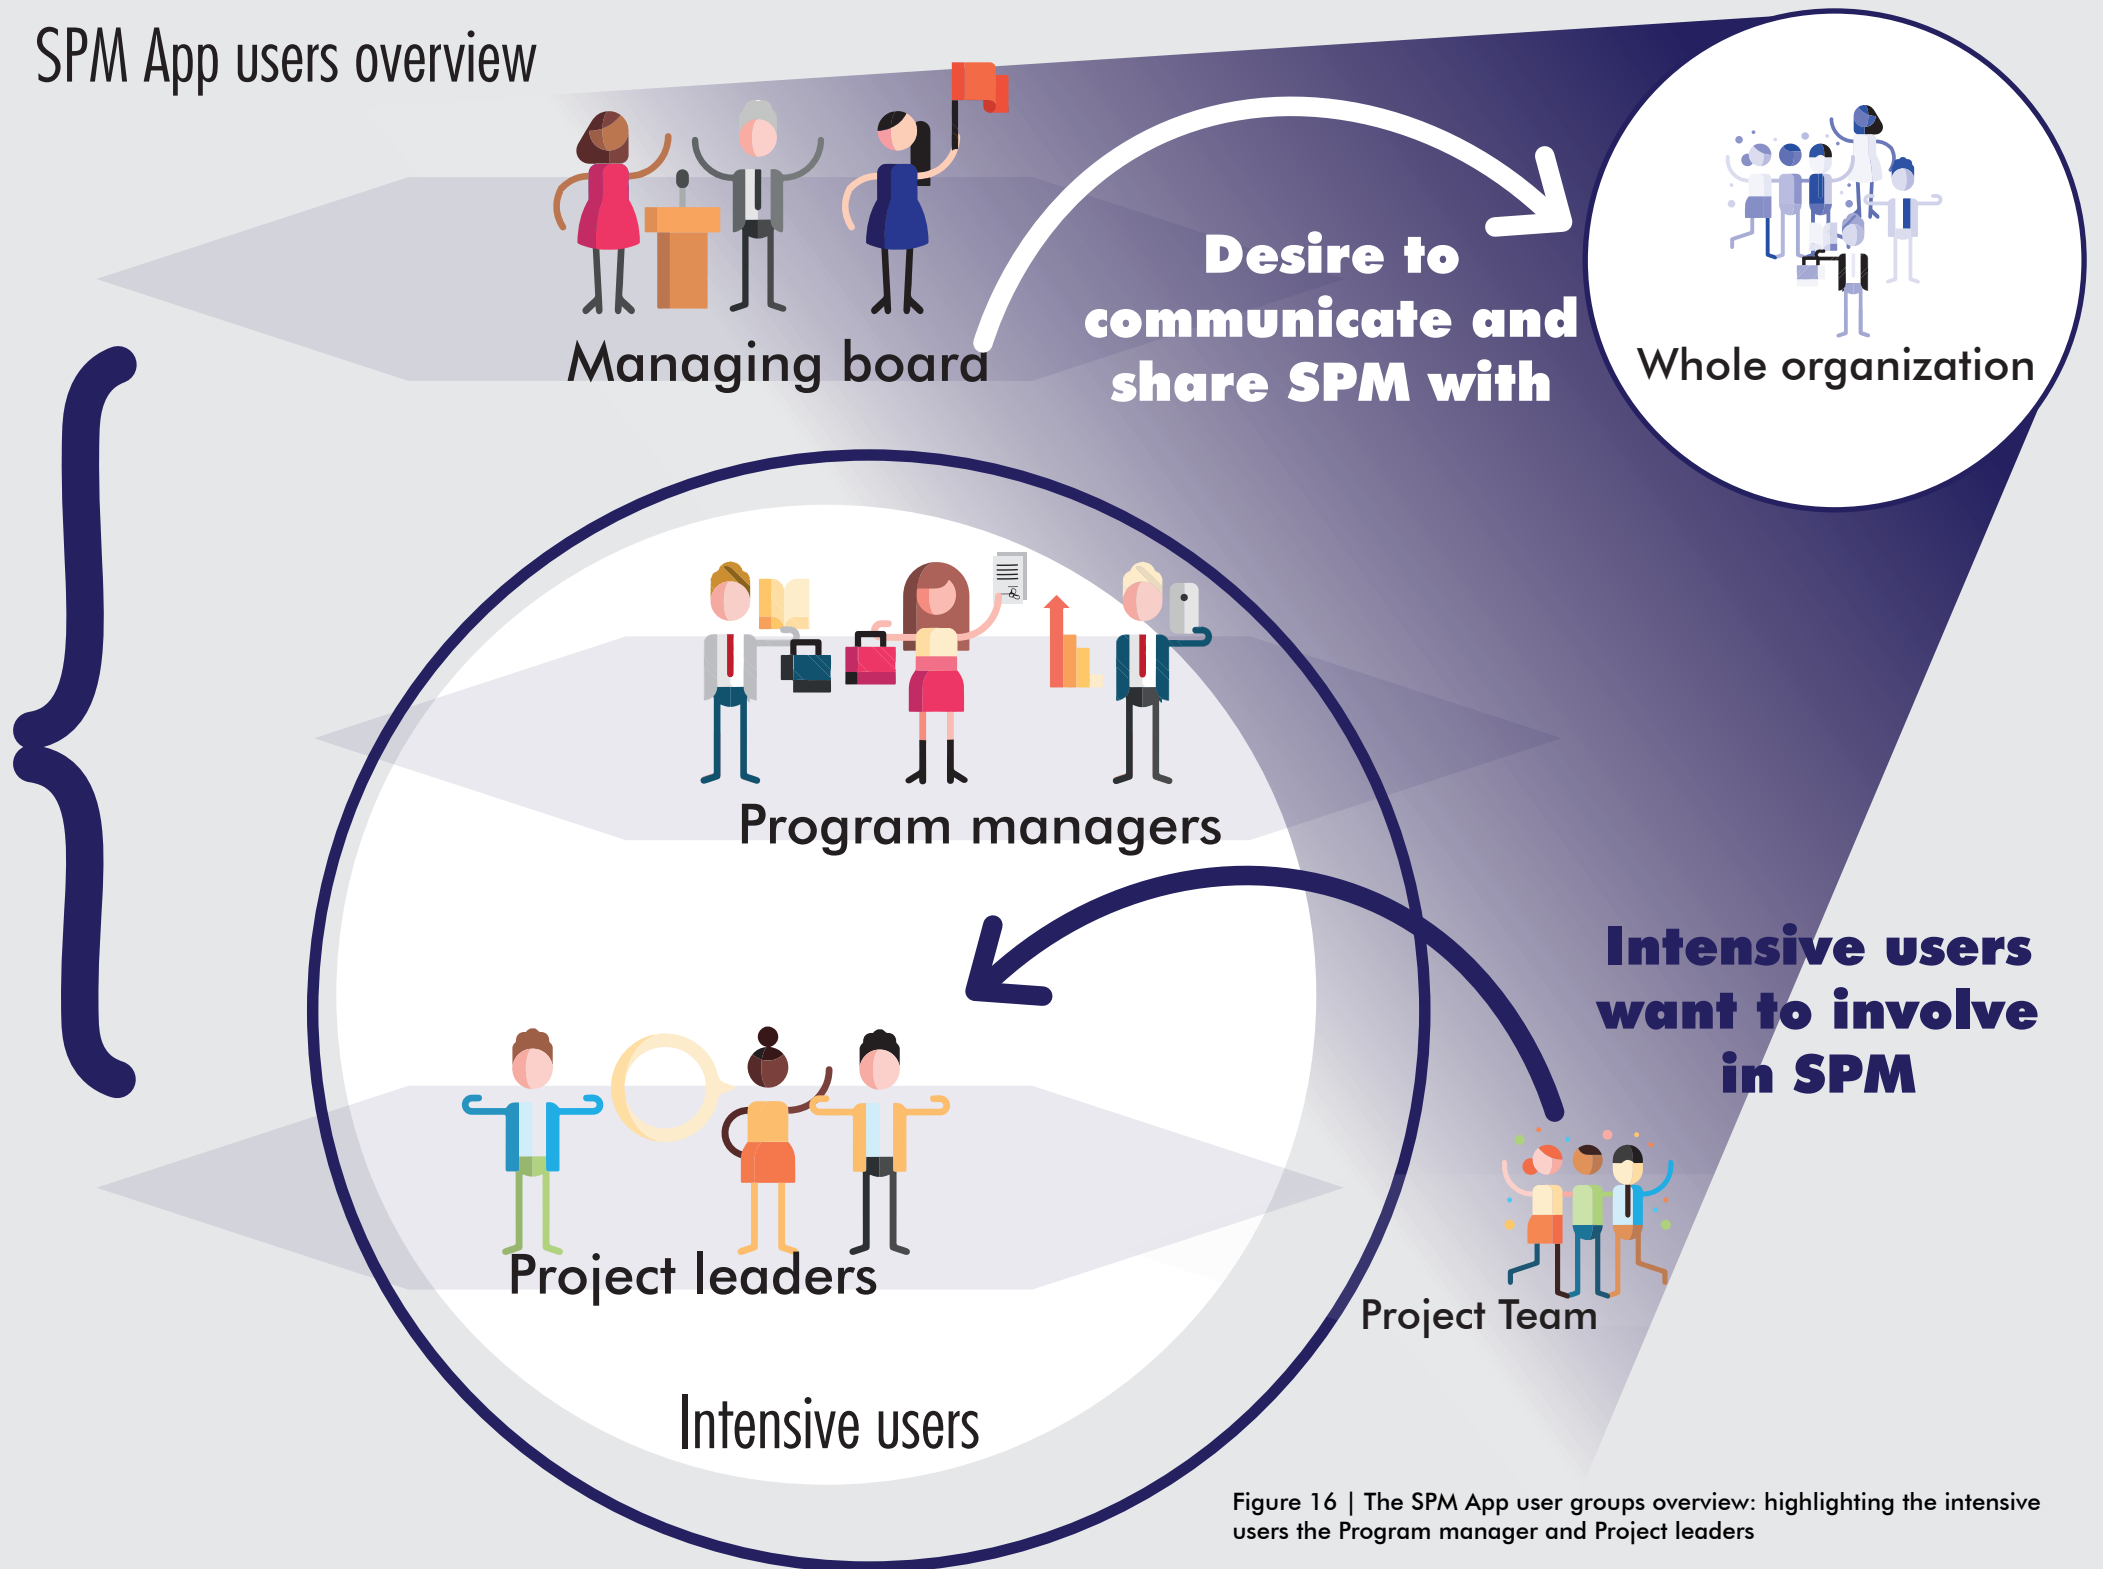 SPM App users overview
Managing board
Desire to
communicate and
share SPM with
Whole organization
Program managers
Intensive users
want to involve
in SPM
Project leaders
Project Team
Intensive users
Figure 16 | The SPM App user groups overview: highlighting the intensive
users the Program manager and Project leaders